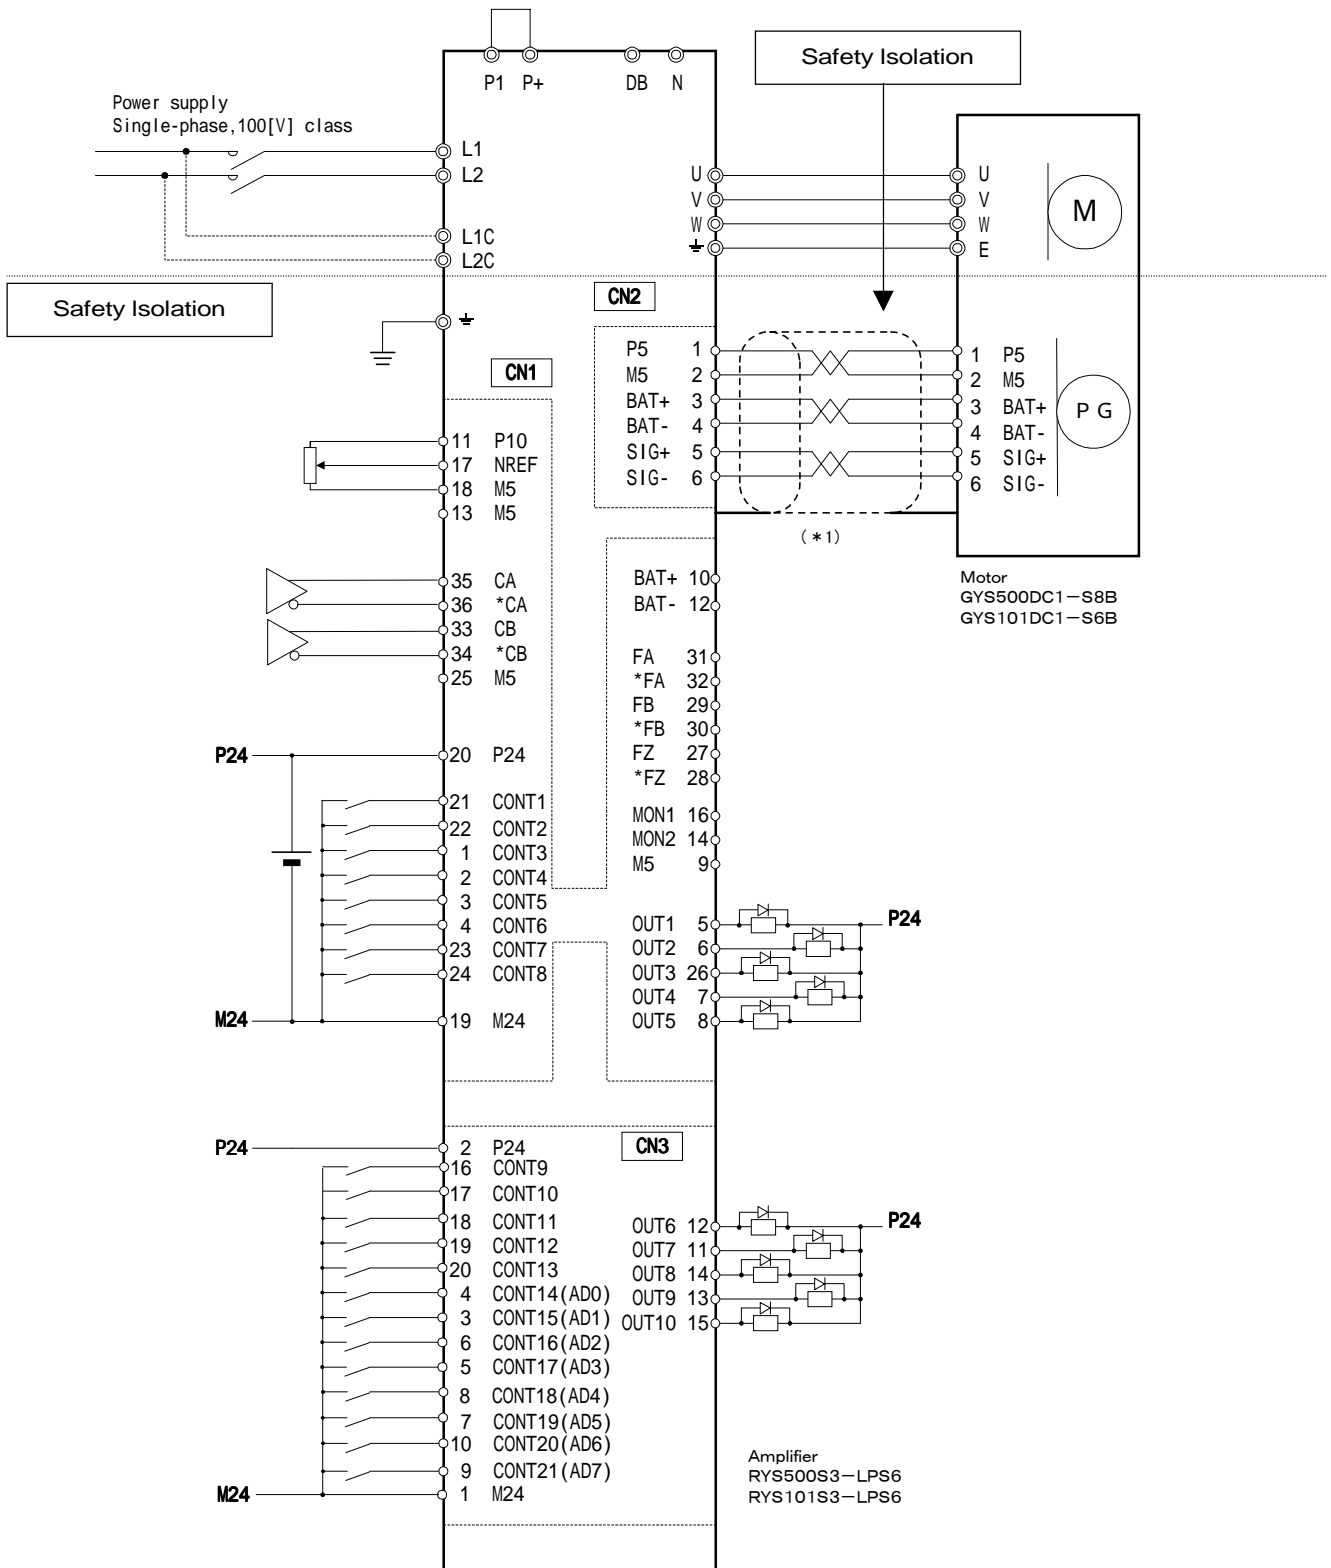 Safety Isolation
P1 P+ DB N
Power supply
Single-phase,100[V] class
L1
L2
L1C
L2C
U
V
W
U
V
W
E
M
Safety Isolation
CN2
P5 1
M5 2
BAT+ 3
BAT- 4
SIG+ 5
SIG- 6
1 P5
2 M5
3 BAT+
4 BAT-
5 SIG+
6 SIG-
PG
(*1)
Motor
GYS500DC1-S8B
GYS101DC1-S6B
CN1
11 P10
17 NREF
18 M5
13 M5
35 CA
36 *CA
33 CB
34 *CB
25 M5
P24
20 P24
21 CONT1
22 CONT2
1 CONT3
2 CONT4
3 CONT5
4 CONT6
23 CONT7
24 CONT8
M24
19 M24
BAT+ 10
BAT- 12
FA 31
*FA 32
FB 29
*FB 30
FZ 27
*FZ 28
MON1 16
MON2 14
M5 9
OUT1 5
OUT2 6
OUT3 26
OUT4 7
OUT5 8
P24
CN3
P24
2 P24
16 CONT9
17 CONT10
18 CONT11
19 CONT12
20 CONT13
4 CONT14(AD0)
3 CONT15(AD1)
6 CONT16(AD2)
5 CONT17(AD3)
8 CONT18(AD4)
7 CONT19(AD5)
10 CONT20(AD6)
9 CONT21(AD7)
M24
1 M24
OUT6 12
OUT7 11
OUT8 14
OUT9 13
OUT10 15
P24
Amplifier
RYS500S3-LPS6
RYS101S3-LPS6